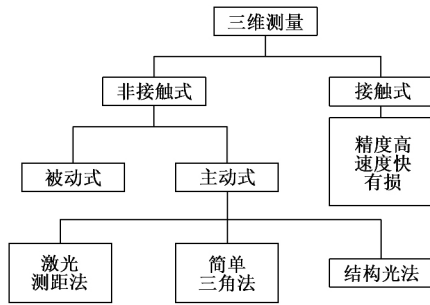 三维测量
非接触式
接触式
精度高
速度快
有损
被动式
主动式
激光
测距法
简单
三角法
结构光法